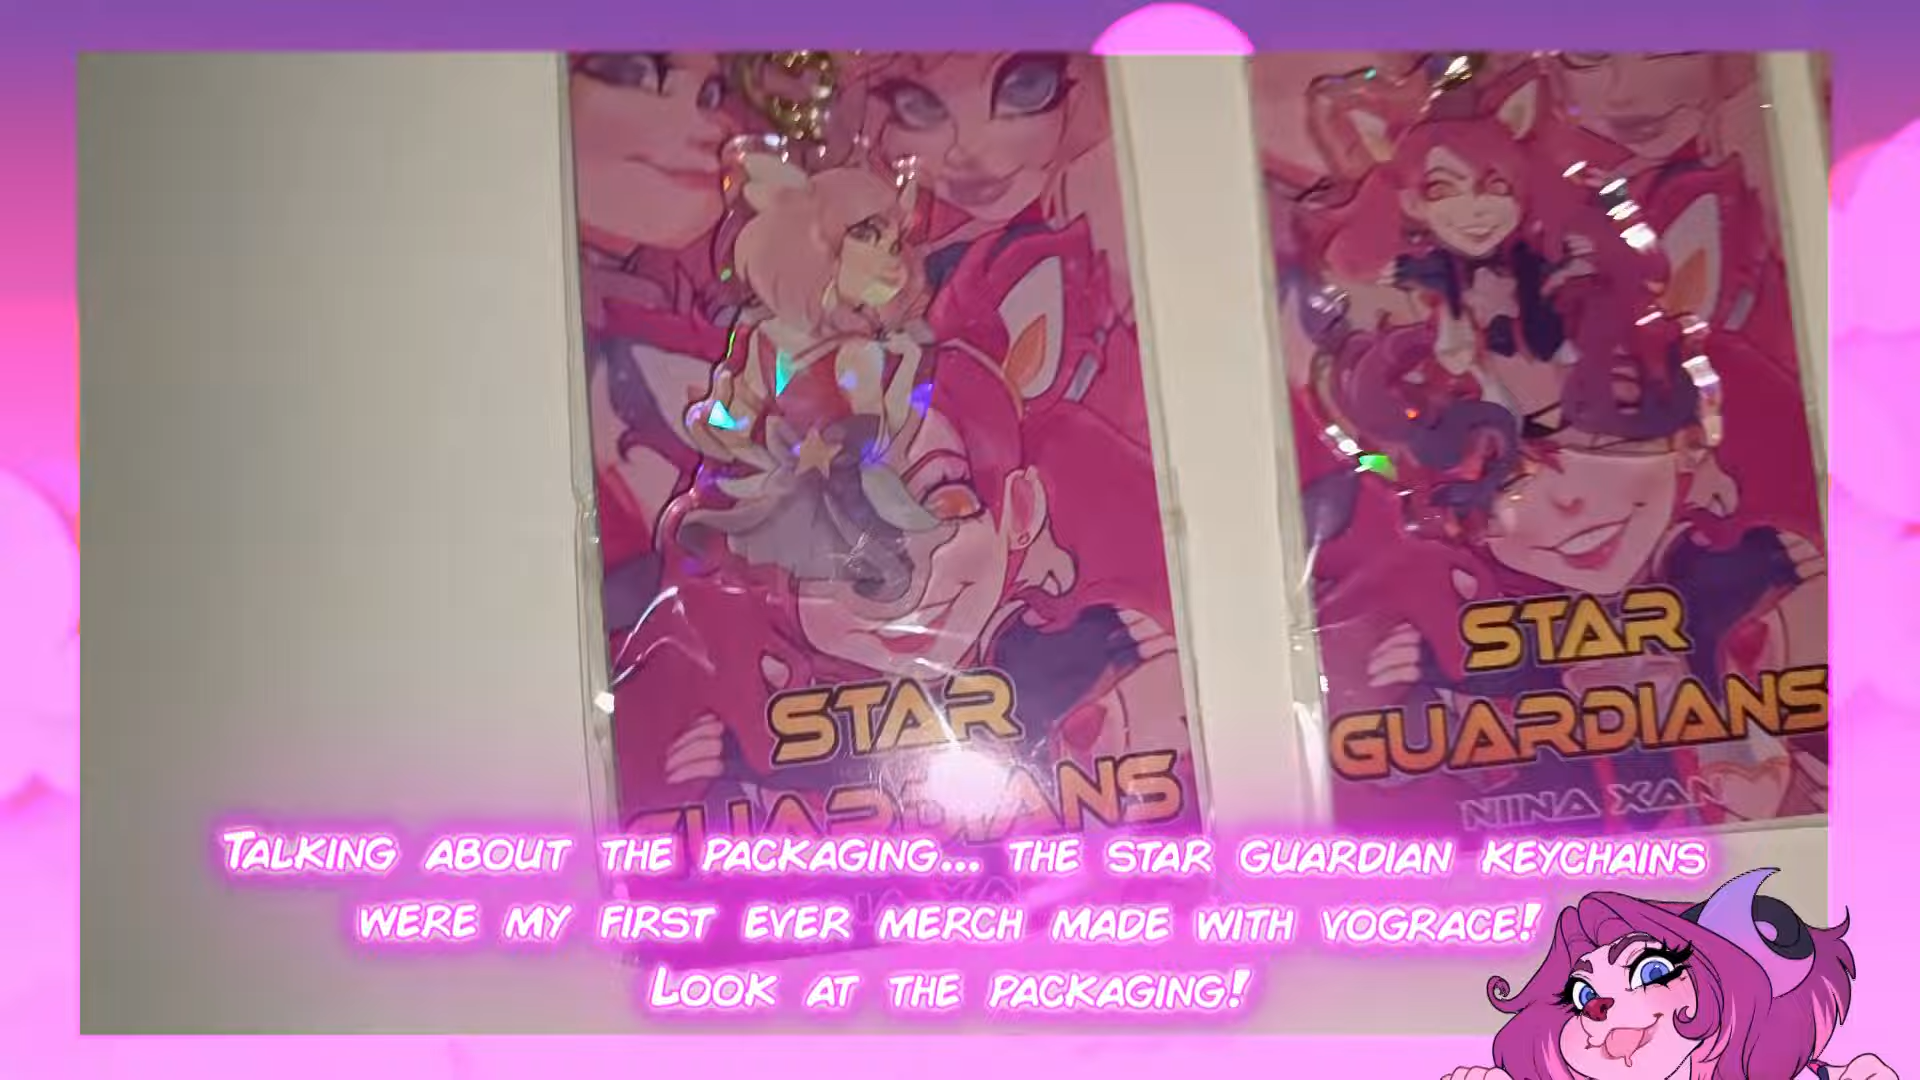 STAR
GUARDIANS
STAR
GUARDIANS
NIINA XAN
TALKING ABOUT THE PACKAGING... THE STAR GUARDIAN KEYCHAINS
WERE MY FIRST EVER MERCH MADE WITH VOGRACE!
LOOK AT THE PACKAGING!